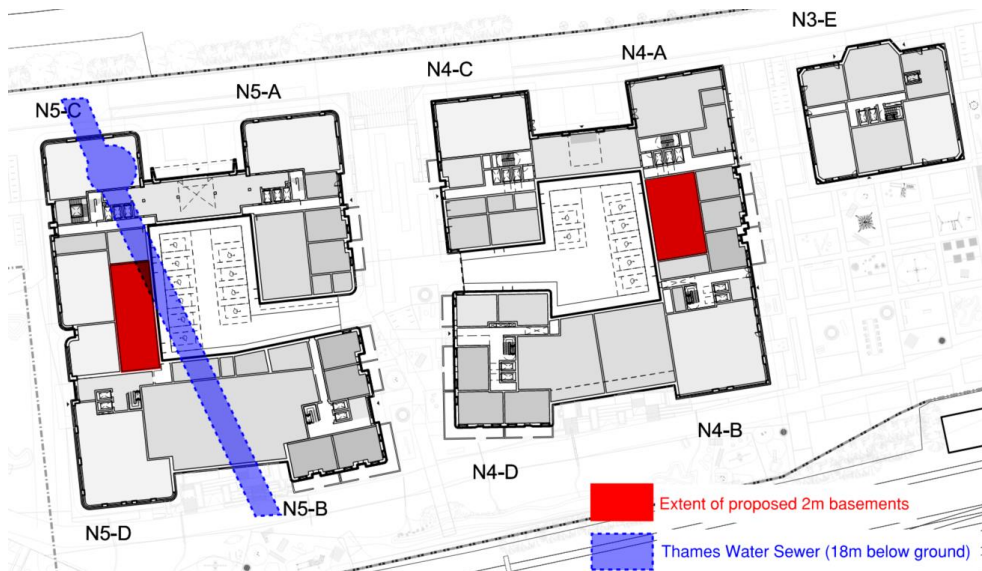 N3-E
N4-A
N4-C
N5-A
N5-C
N4-B
N4-D
N5-B
N5-D
Extent of proposed 2m basements
Thames Water Sewer (18m below ground)